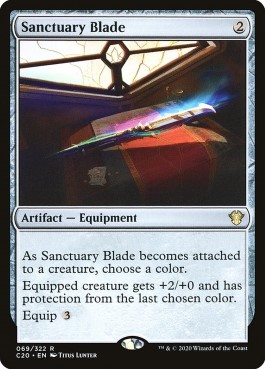 Sanctuary Blade 2
Artifact — Equipment
As Sanctuary Blade becomes
attached to a creature, choose a color.
Equipped creature gets +2/+0 and has
protection from the last chosen color.
Equip 3
069/322 R
C20 • EN Titus Lunter
™ & © 2020 Wizards of the Coast